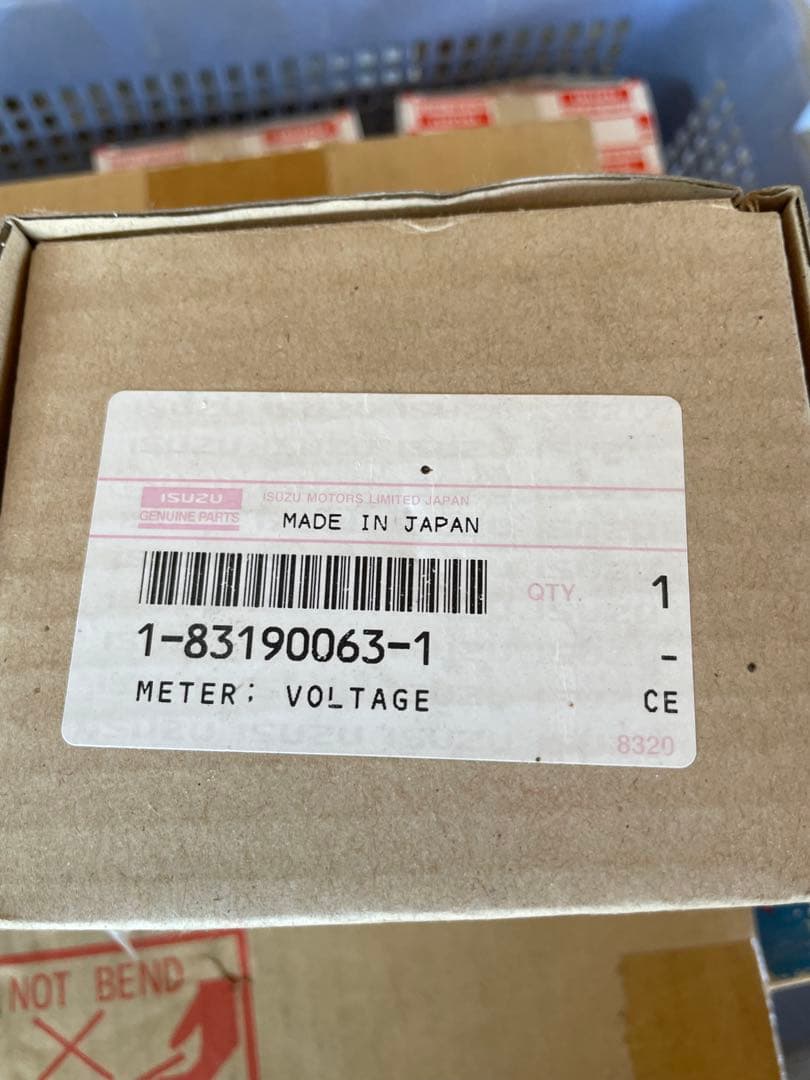 ISUZU
GENUINE PARTS
ISUZU MOTORS LIMITED JAPAN
MADE IN JAPAN
QTY. 1
1-83190063-1
-
METER; VOLTAGE
CE
8320
NOT BEND